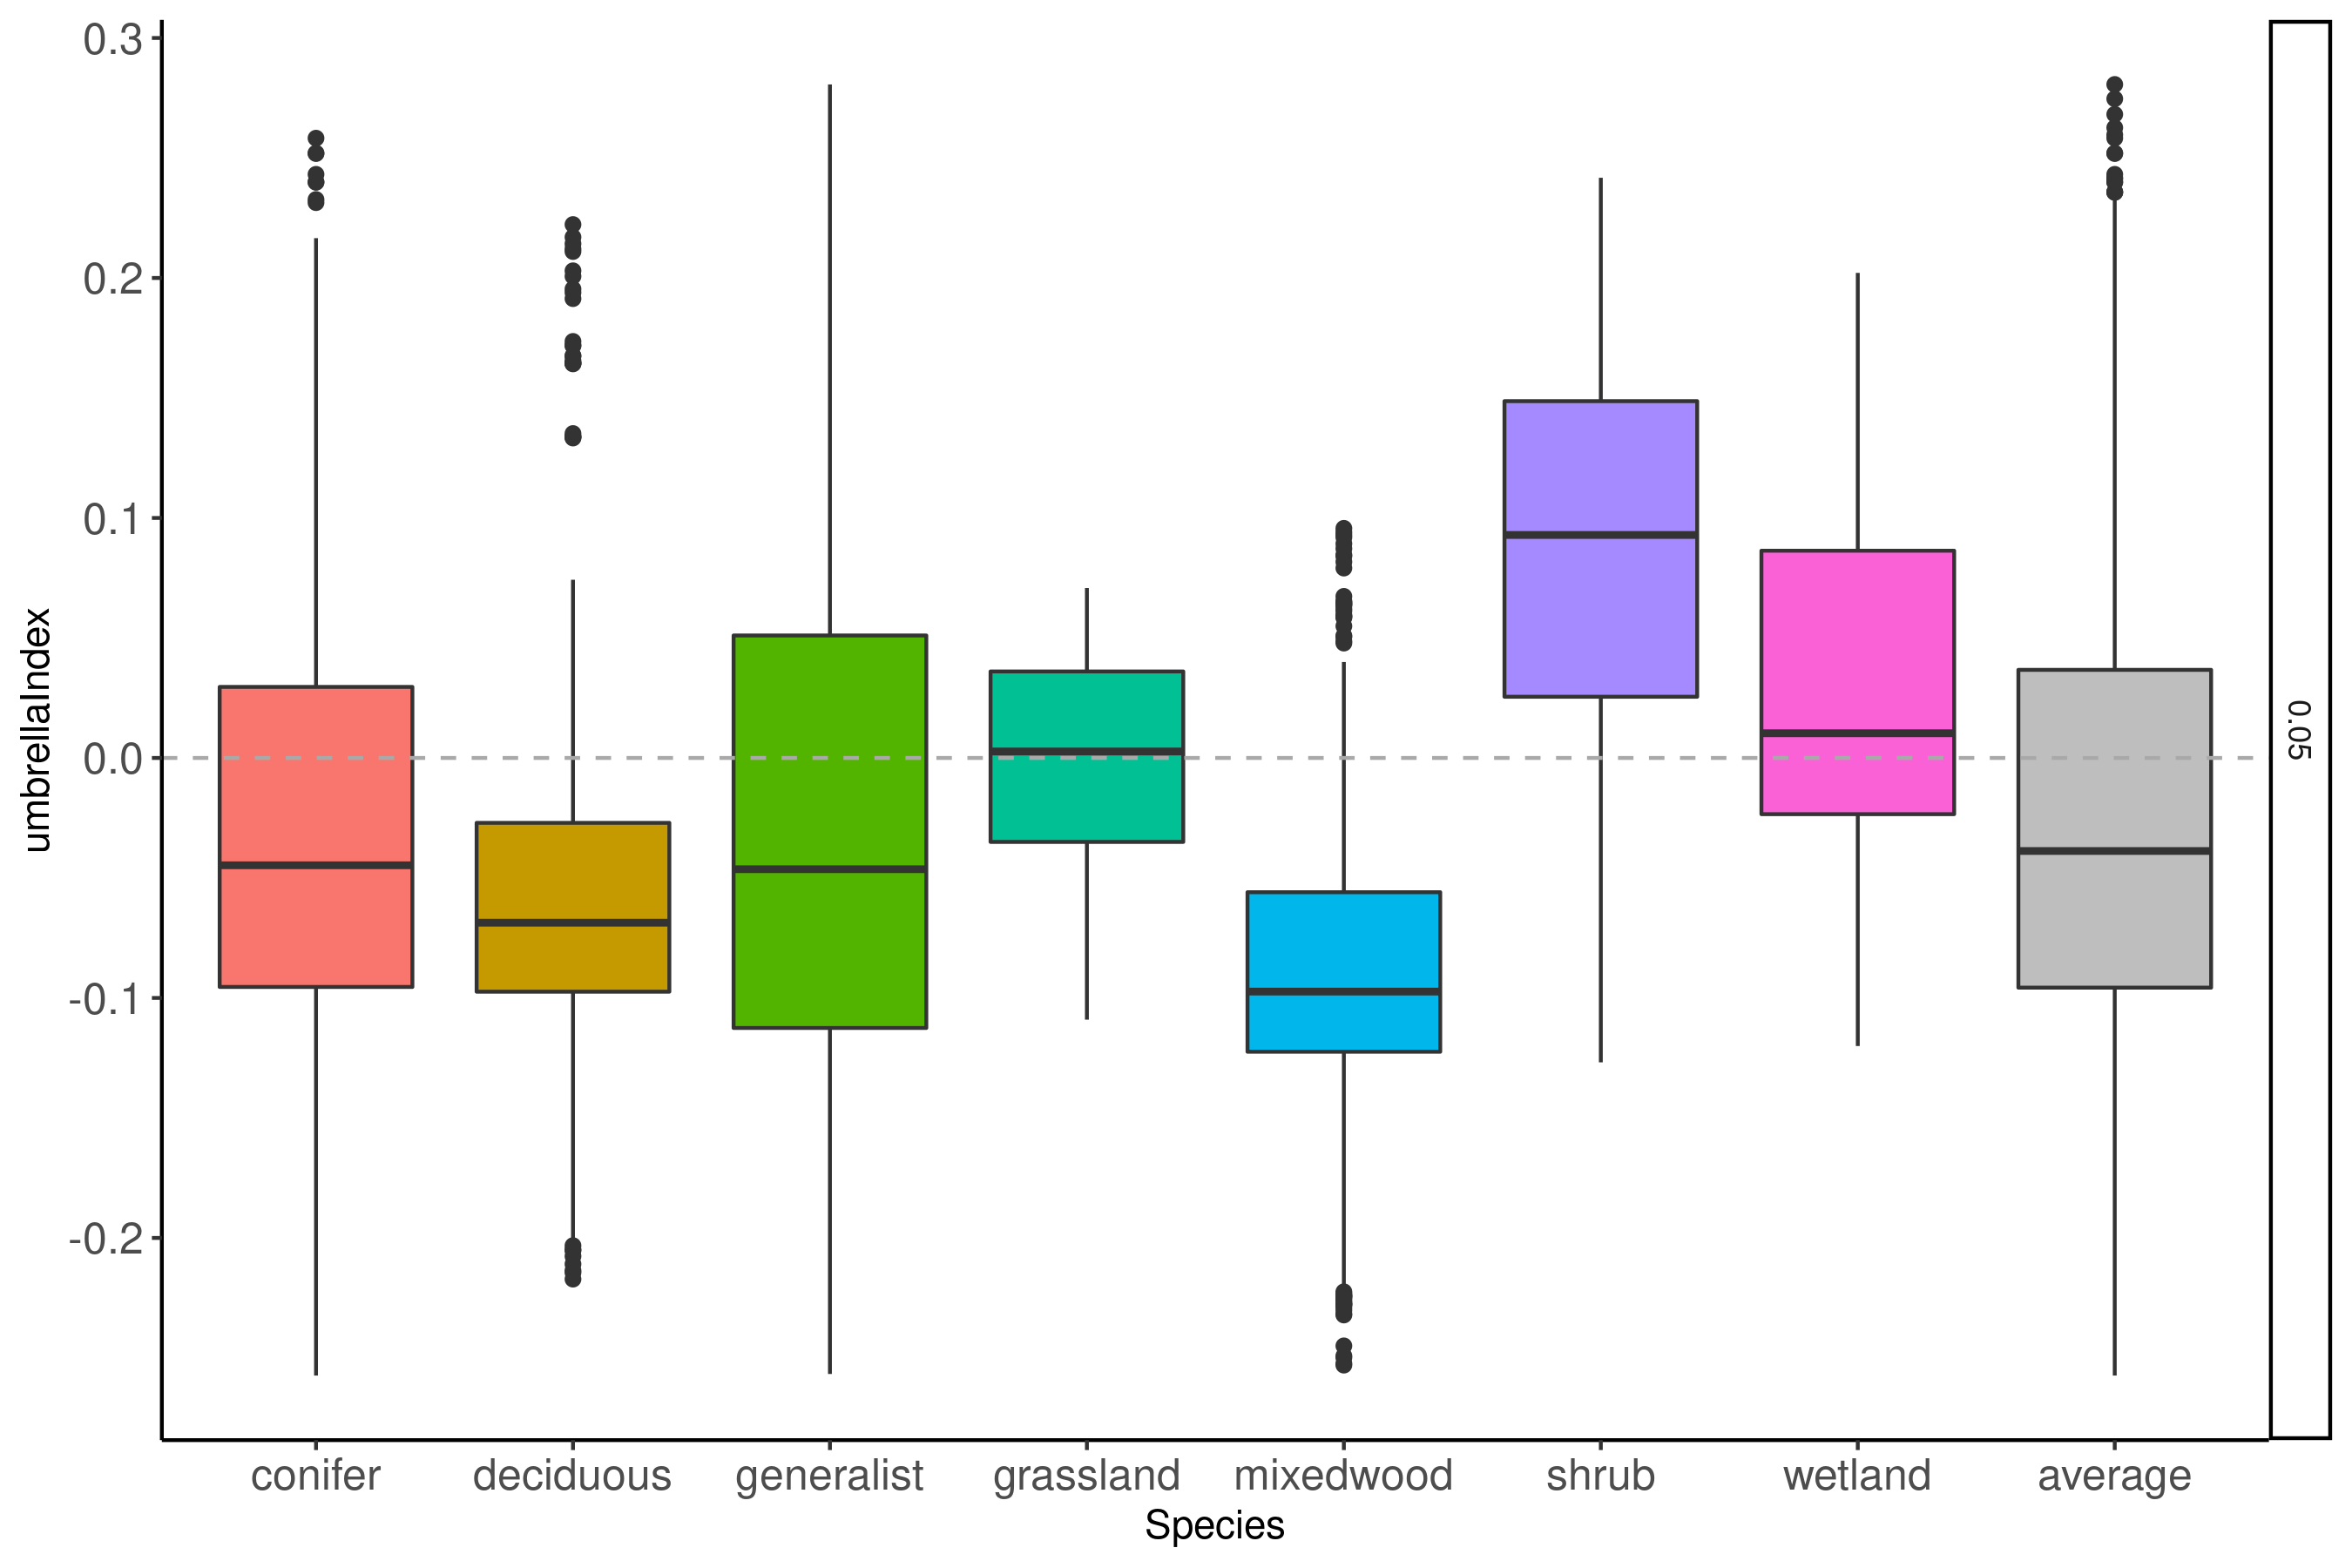 umbrellaIndex
0.3
0.2
0.1
0.0
-0.1
-0.2
0.05
conifer deciduous generalist grassland mixedwood shrub wetland average
Species